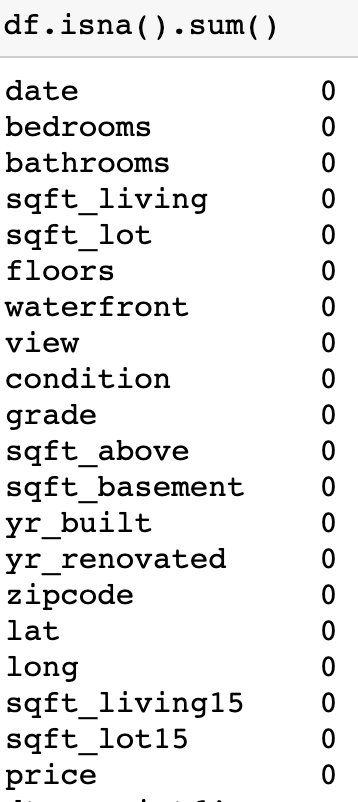 df.isna().sum()
date 0
bedrooms 0
bathrooms 0
sqft_living 0
sqft_lot 0
floors 0
waterfront 0
view 0
condition 0
grade 0
sqft_above 0
sqft_basement 0
yr_built 0
yr_renovated 0
zipcode 0
lat 0
long 0
sqft_living15 0
sqft_lot15 0
price 0